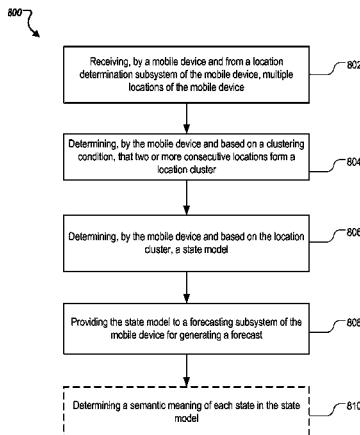 800
Receiving, by a mobile device and from a location
determination subsystem of the mobile device, multiple
locations of the mobile device
802
Determining, by the mobile device and based on a clustering
condition, that two or more consecutive locations form a
location cluster
804
Determining, by the mobile device and based on the location
cluster, a state model
806
Providing the state model to a forecasting subsystem of the
mobile device for generating a forecast
808
Determining a semantic meaning of each state in the state
model
810